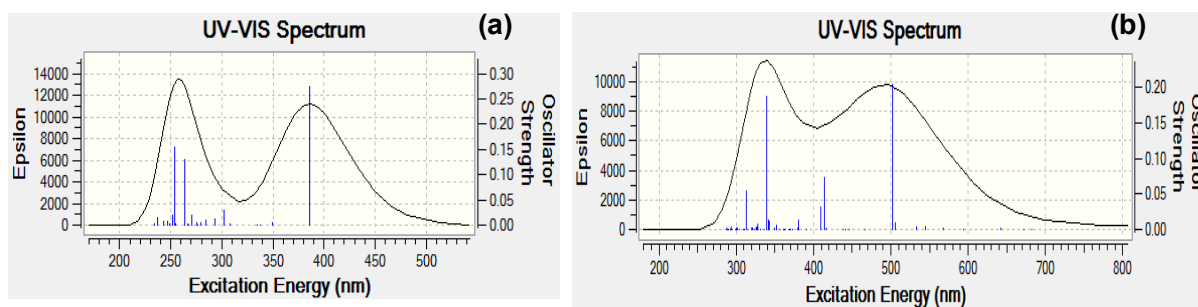 UV-VIS Spectrum
(a)
Epsilon
14000
12000
10000
8000
6000
4000
2000
0
0.30
0.25
0.20
0.15
0.10
0.05
0.00
Oscillator
Strength
200 250 300 350 400 450 500
Excitation Energy (nm)
UV-VIS Spectrum
(b)
Epsilon
10000
8000
6000
4000
2000
0
0.20
0.15
0.10
0.05
0.00
Oscillator
Strength
200 300 400 500 600 700 800
Excitation Energy (nm)